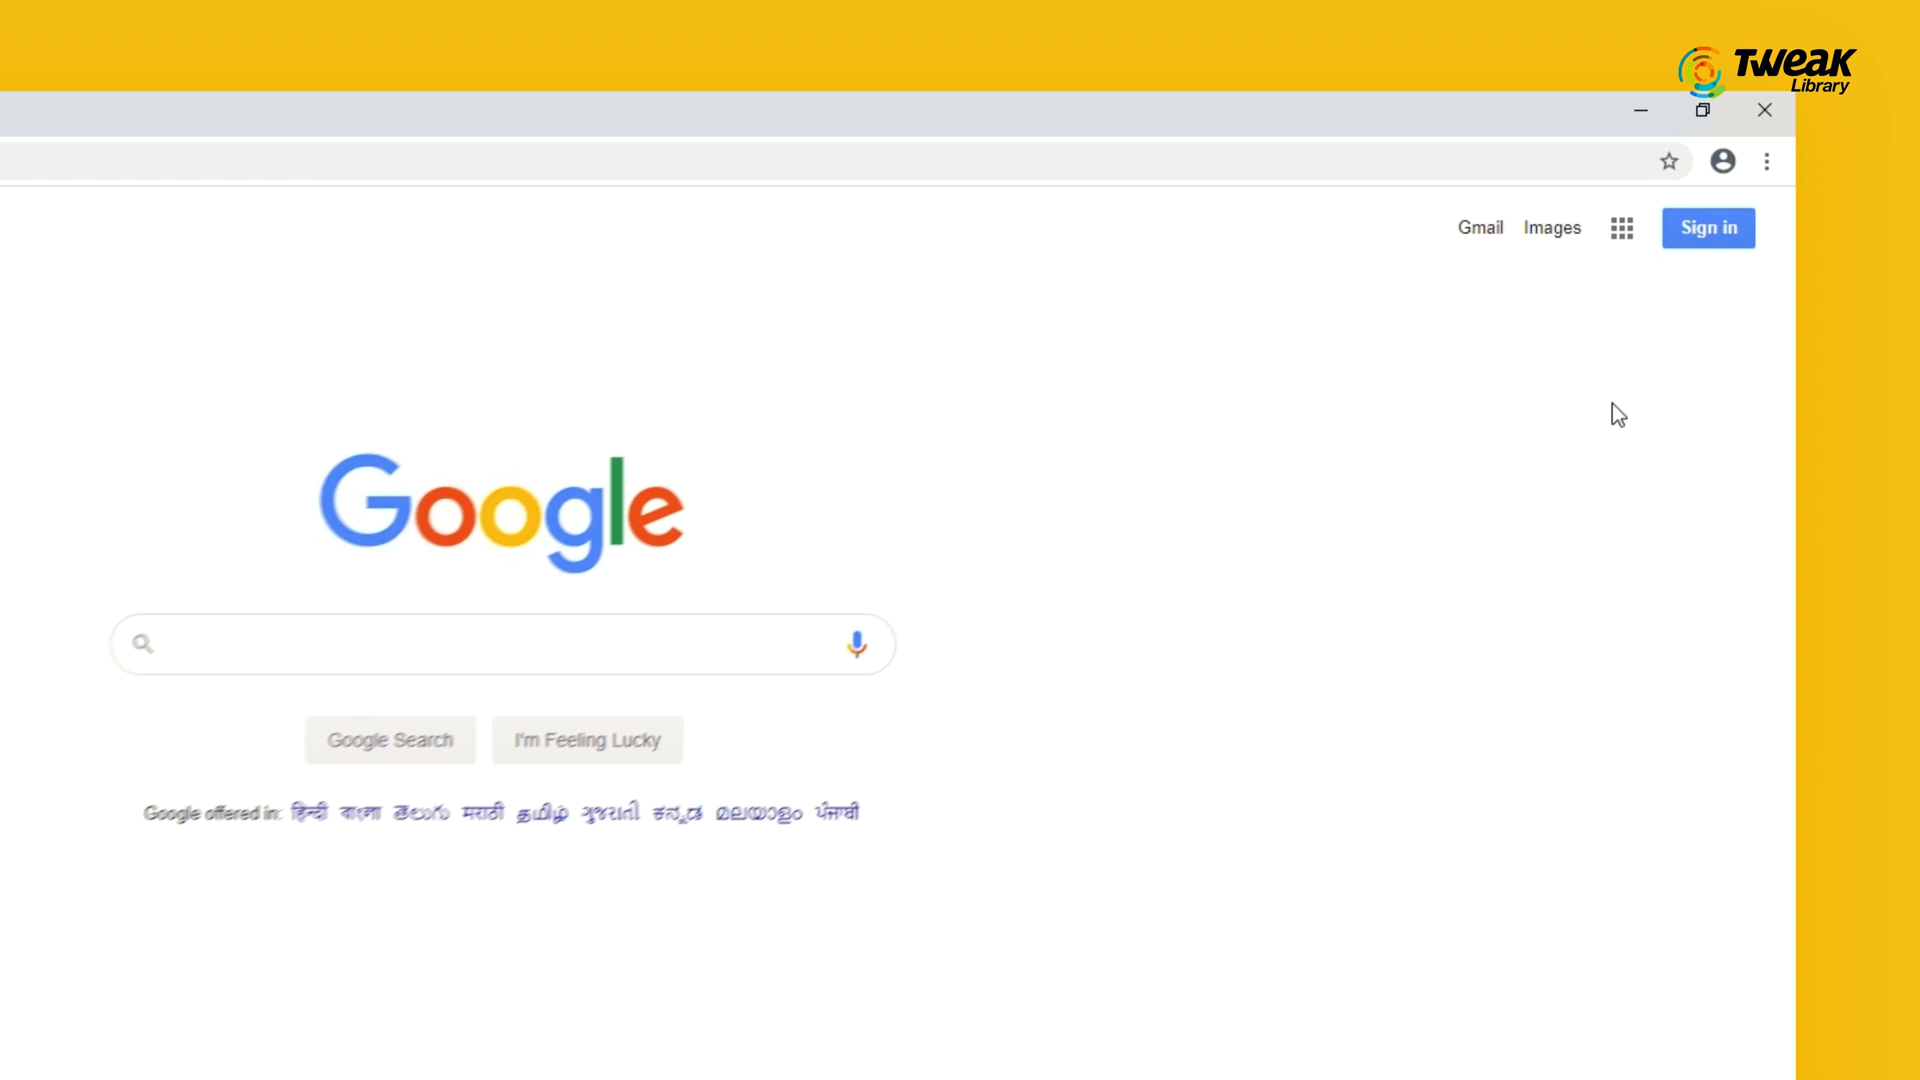 Tweak
Library
Gmail Images Sign in
Google
Google Search I'm Feeling Lucky
Google offered in: हिन्दी বাংলা తెలుగు मराठी தமிழ் ગુજરાતી ಕನ್ನಡ മലയാളം ਪੰਜਾਬੀ